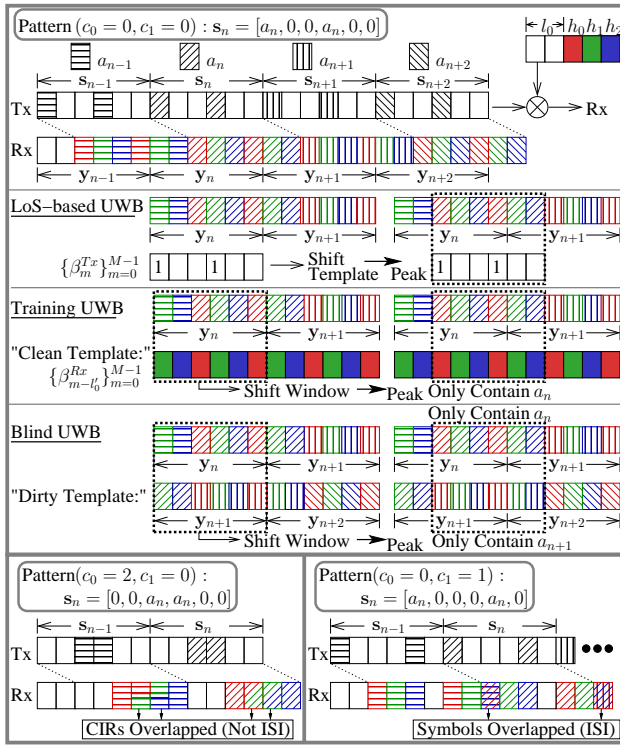 Pattern(c₀ = 0, c₁ = 0) : sₙ = [aₙ, 0, 0, aₙ, 0, 0]
l₀ h₀ h₁ h₂
aₙ₋₁ aₙ aₙ₊₁ aₙ₊₂
sₙ₋₁ sₙ sₙ₊₁ sₙ₊₂
Tx Rx
Rx
yₙ₋₁ yₙ yₙ₊₁ yₙ₊₂
LoS−based UWB
yₙ yₙ₊₁ yₙ yₙ₊₁
{βₘᵀˣ}ₘ₌₀ᴹ⁻¹ 1 1 Shift Template Peak 1 1
Training UWB
yₙ yₙ₊₁ yₙ yₙ₊₁
"Clean Template:"
{β^{Rx}_{m−l₀′}}ₘ₌₀ᴹ⁻¹
Shift Window Peak Only Contain aₙ
Only Contain aₙ
Blind UWB
yₙ yₙ₊₁ yₙ yₙ₊₁
"Dirty Template:"
yₙ₊₁ yₙ₊₂ yₙ₊₁ yₙ₊₂
Shift Window Peak Only Contain aₙ₊₁
Pattern(c₀ = 2, c₁ = 0) :
sₙ = [0, 0, aₙ, aₙ, 0, 0]
sₙ₋₁ sₙ
Tx
Rx
CIRs Overlapped (Not ISI)
Pattern(c₀ = 0, c₁ = 1) :
sₙ = [aₙ, 0, 0, 0, aₙ, 0]
sₙ₋₁ sₙ
Tx
Rx
Symbols Overlapped (ISI)